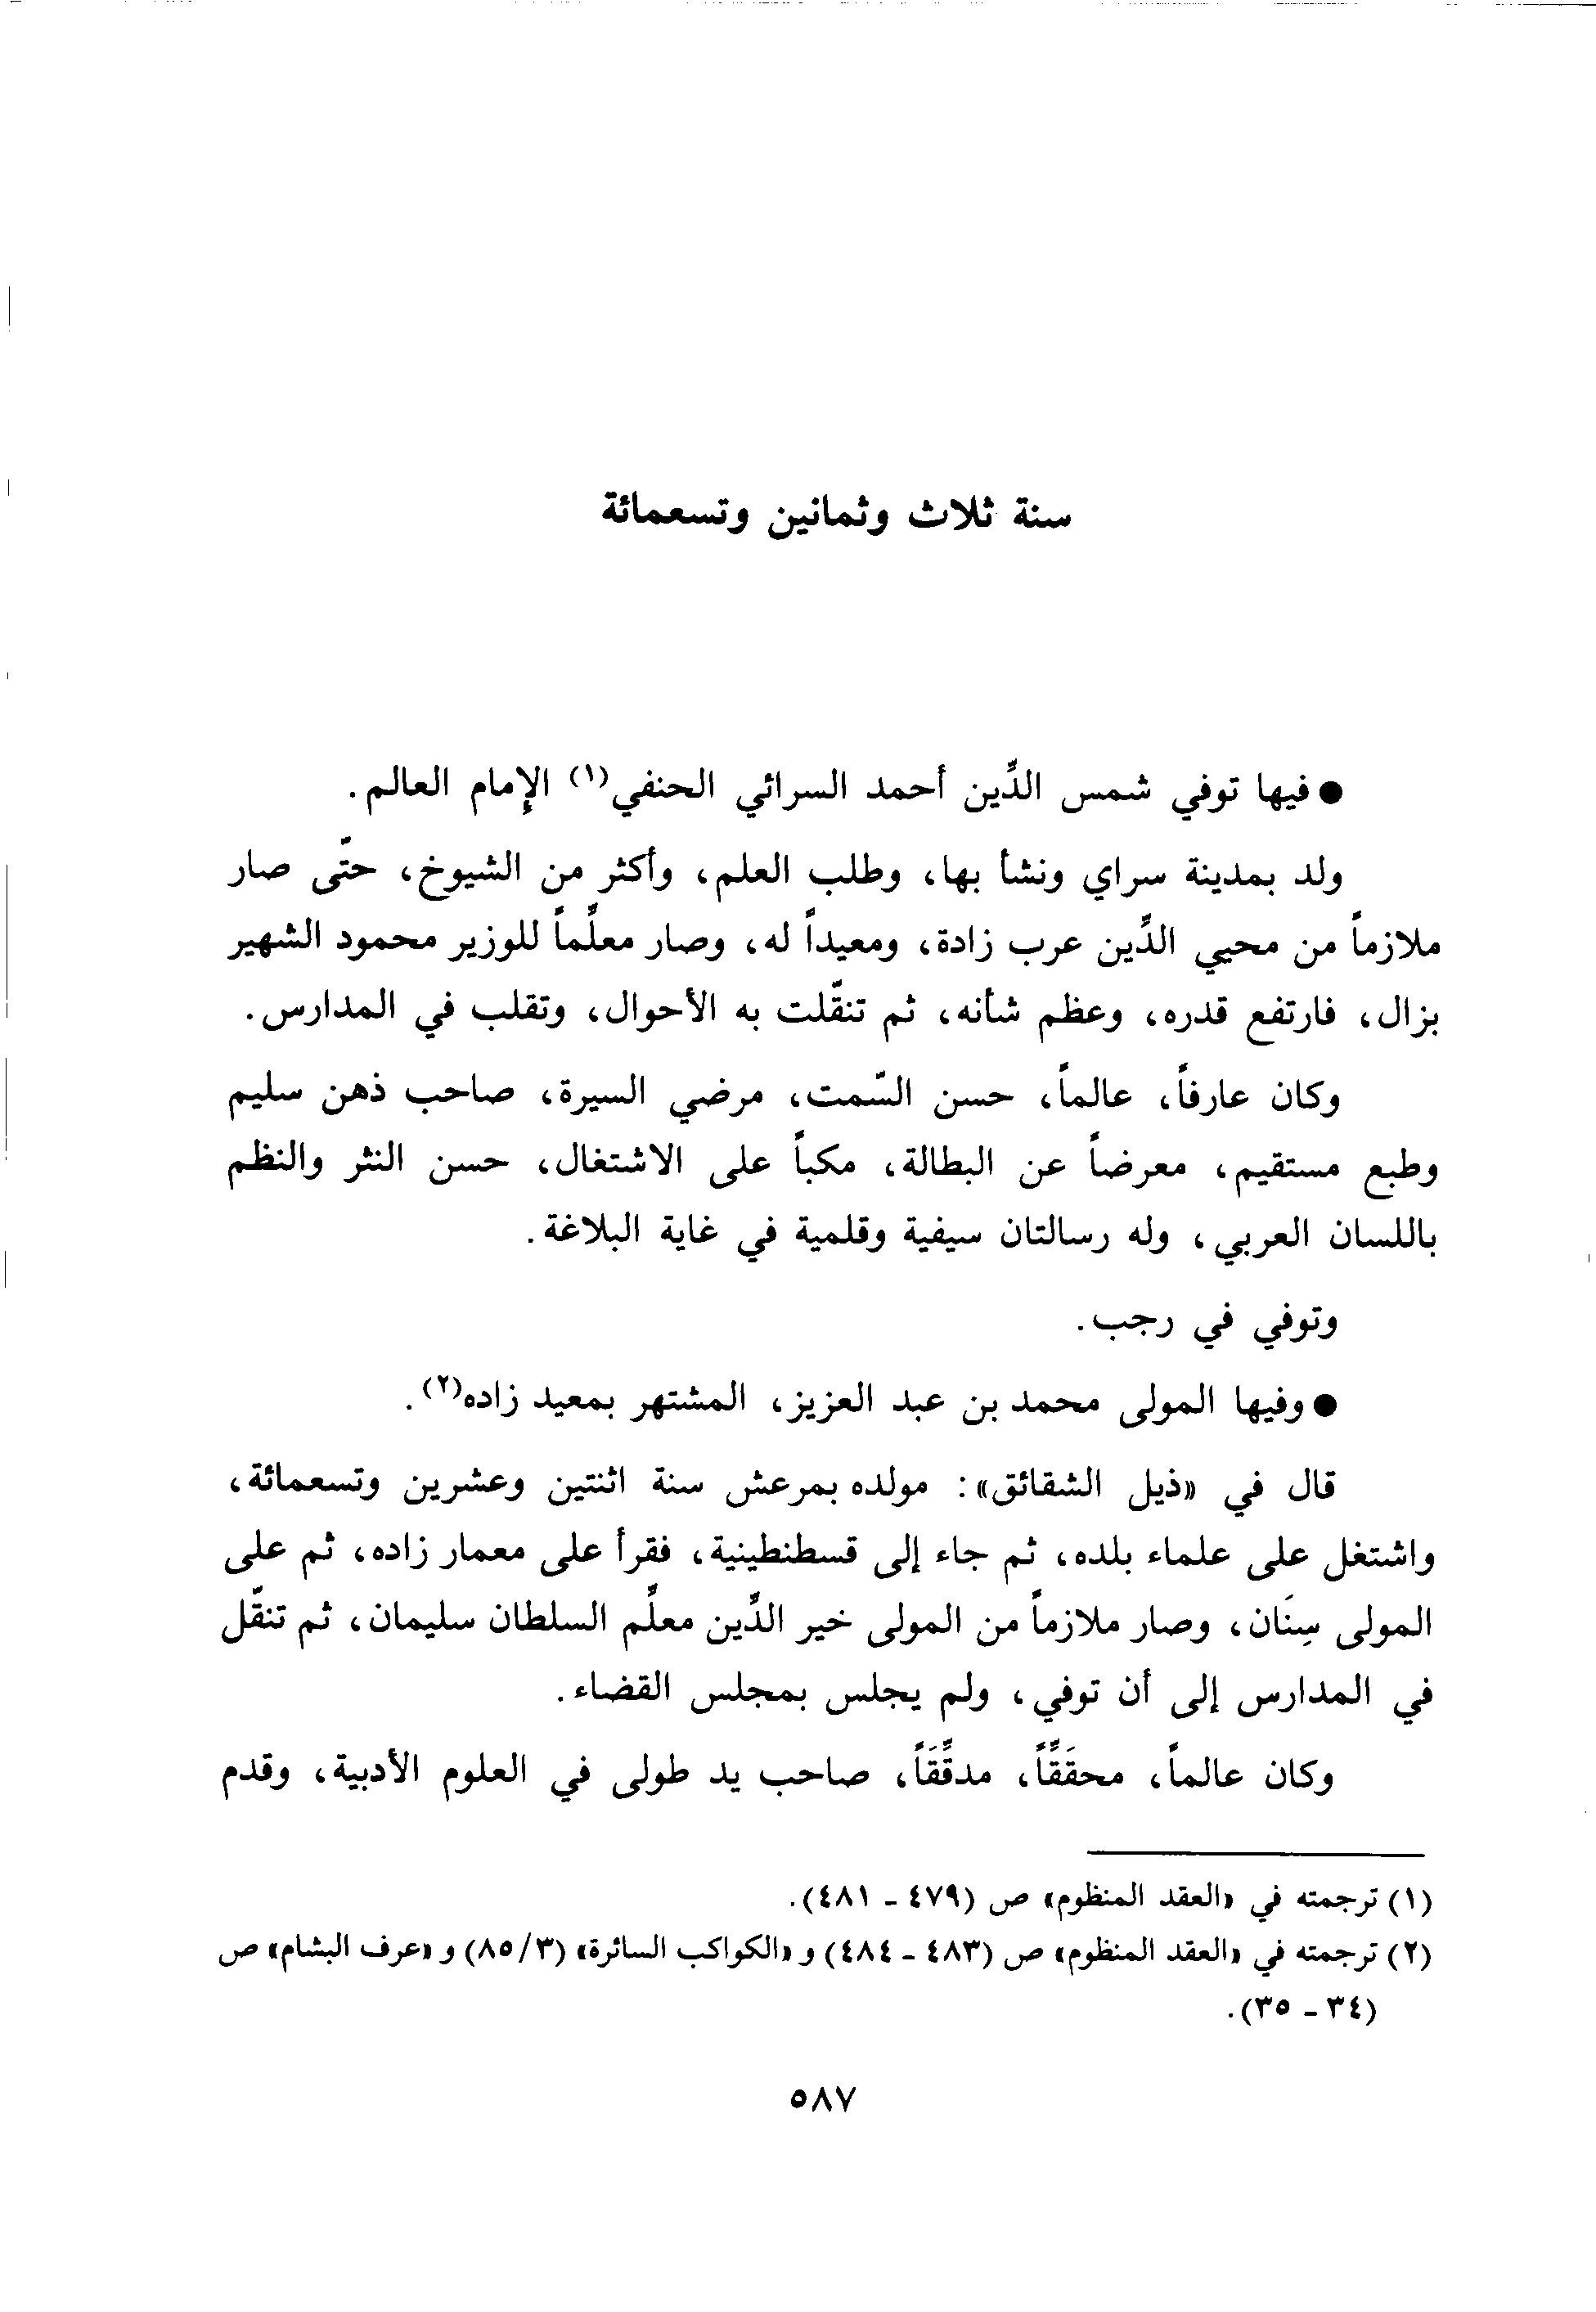 سنة ثلاث وثمانين وتسعمائة
● فيها توفي شمس الدِّين أحمد السرائي الحنفي(١) الإمام العالم.
ولد بمدينة سراي ونشأ بها، وطلب العلم، وأكثر من الشيوخ، حتّى صار
ملازماً من محيي الدِّين عرب زادة، ومعيداً له، وصار معلِّماً للوزير محمود الشهير
بزال، فارتفع قدره، وعظم شأنه، ثم تنقّلت به الأحوال، وتقلب في المدارس.
وكان عارفاً، عالماً، حسن السّمت، مرضي السيرة، صاحب ذهن سليم
وطبع مستقيم، معرضاً عن البطالة، مكباً على الاشتغال، حسن النثر والنظم
باللسان العربي، وله رسالتان سيفية وقلمية في غاية البلاغة.
وتوفي في رجب.
● وفيها المولى محمد بن عبد العزيز، المشتهر بمعيد زاده(٢).
قال في «ذيل الشقائق»: مولده بمرعش سنة اثنتين وعشرين وتسعمائة،
واشتغل على علماء بلده، ثم جاء إلى قسطنطينية، فقرأ على معمار زاده، ثم على
المولى سِنَان، وصار ملازماً من المولى خير الدِّين معلِّم السلطان سليمان، ثم تنقّل
في المدارس إلى أن توفي، ولم يجلس بمجلس القضاء.
وكان عالماً، محقَقِّاً، مدقِّقَاً، صاحب يد طولى في العلوم الأدبية، وقدم
(١) ترجمته في «العقد المنظوم» ص (٤٧٩ - ٤٨١).
(٢) ترجمته في «العقد المنظوم» ص (٤٨٣ - ٤٨٤) و «الكواكب السائرة» (٨٥/٣) و «عرف البشام» ص
(٣٤ - ٣٥).
٥٨٧